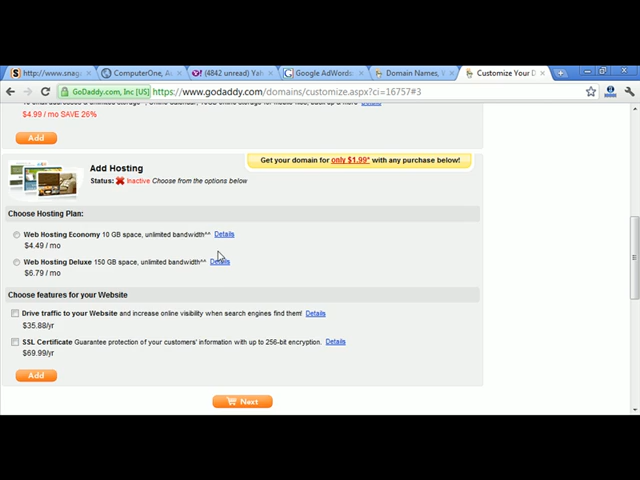 http://www.snag
ComputerOne, A
(4842 unread) Yah
Google AdWords
Domain Names, W
Customize Your D
GoDaddy.com, Inc [US] https://www.godaddy.com/domains/customize.aspx?ci=16757#3
$4.99 / mo SAVE 26%
Add
Add Hosting
Get your domain for only $1.99* with any purchase below!
Status: Inactive Choose from the options below
Choose Hosting Plan:
Web Hosting Economy 10 GB space, unlimited bandwidth^^ Details
$4.49 / mo
Web Hosting Deluxe 150 GB space, unlimited bandwidth^^ Details
$6.79 / mo
Choose features for your Website
Drive traffic to your Website and increase online visibility when search engines find them! Details
$35.88/yr
SSL Certificate Guarantee protection of your customers' information with up to 256-bit encryption. Details
$69.99/yr
Add
Next